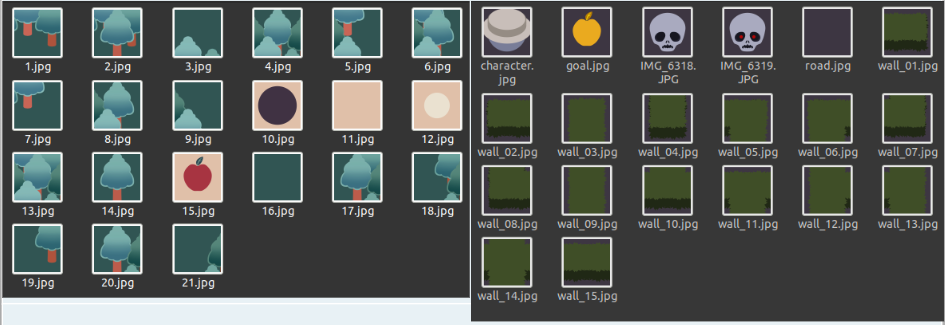 1.jpg 2.jpg 3.jpg 4.jpg 5.jpg 6.jpg
7.jpg 8.jpg 9.jpg 10.jpg 11.jpg 12.jpg
13.jpg 14.jpg 15.jpg 16.jpg 17.jpg 18.jpg
19.jpg 20.jpg 21.jpg
character. goal.jpg IMG_6318. IMG_6319. road.jpg wall_01.jpg
jpg JPG JPG
wall_02.jpg wall_03.jpg wall_04.jpg wall_05.jpg wall_06.jpg wall_07.jpg
wall_08.jpg wall_09.jpg wall_10.jpg wall_11.jpg wall_12.jpg wall_13.jpg
wall_14.jpg wall_15.jpg